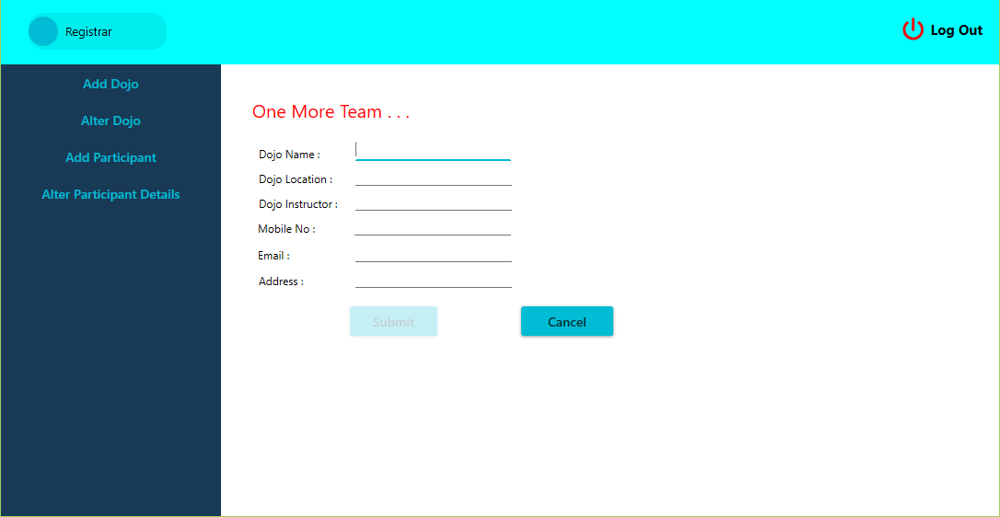 Registrar
Log Out
Add Dojo
Alter Dojo
Add Participant
Alter Participant Details
One More Team . . .
Dojo Name :
Dojo Location :
Dojo Instructor :
Mobile No :
Email :
Address :
Submit
Cancel